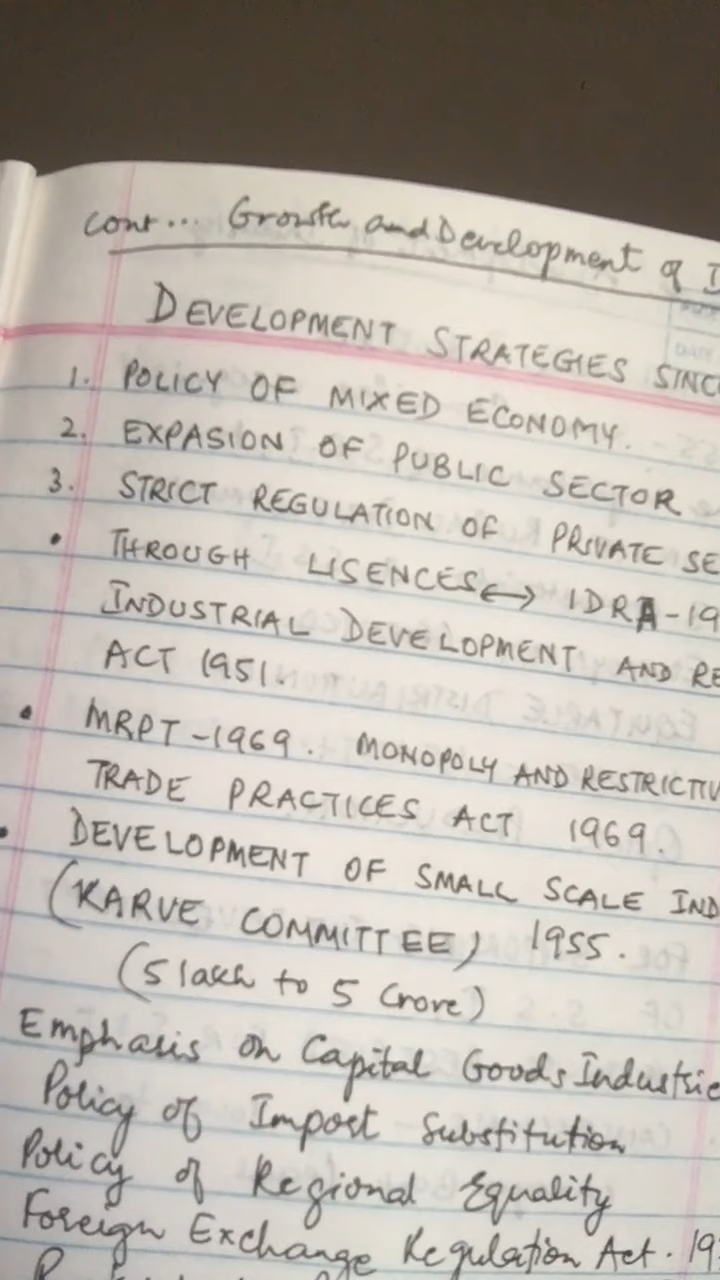 cont... Growth and Development of I
DEVELOPMENT STRATEGIES SINC
1. POLICY OF MIXED ECONOMY.
2. EXPASION OF PUBLIC SECTOR
3. STRICT REGULATION OF PRIVATE SE
• THROUGH LISENCES ↔ IDRA-19
INDUSTRIAL DEVELOPMENT AND RE
ACT 1951.
• MRPT-1969. MONOPOLY AND RESTRICTIV
TRADE PRACTICES ACT 1969.
• DEVELOPMENT OF SMALL SCALE IND
(KARVE COMMITTEE) 1955.
(5 lakh to 5 Crore)
Emphasis on Capital Goods Industrie
Policy of Import Substitution
Policy of Regional Equality
Foreign Exchange Regulation Act. 19